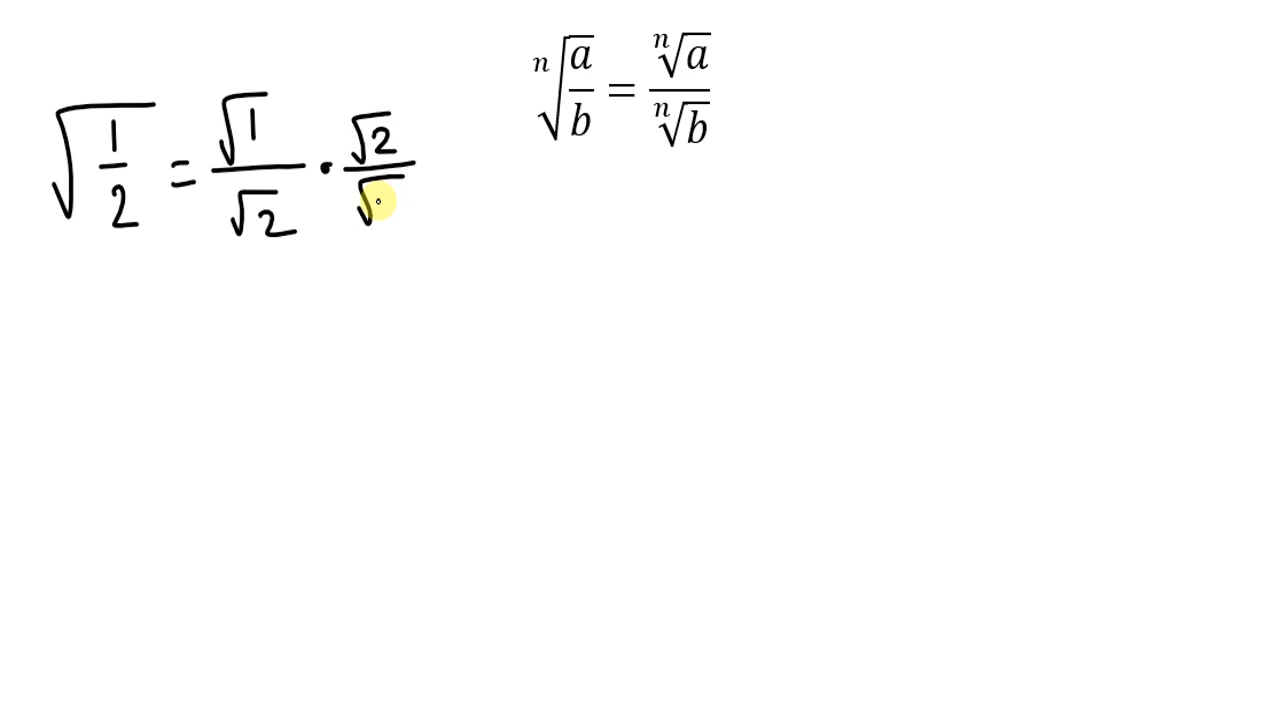 √(1/2) = √1/√2 · √2/√
ⁿ√(a/b) = ⁿ√a/ⁿ√b